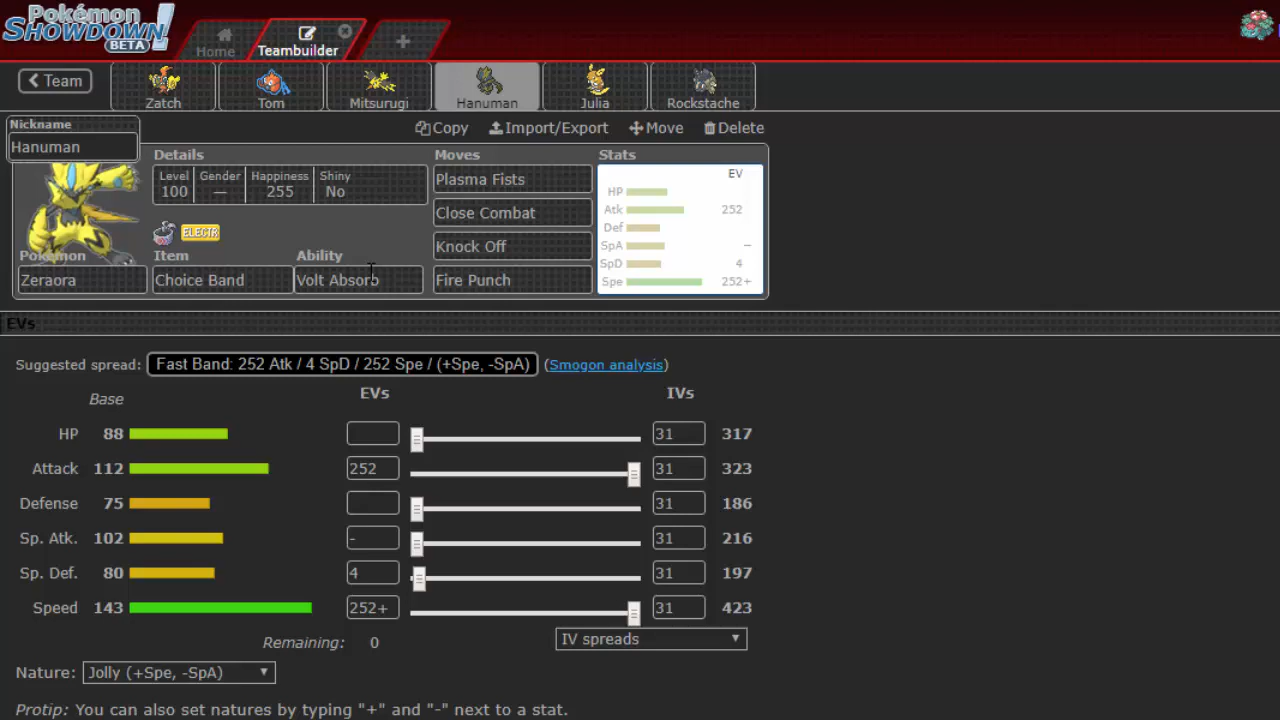 Pokémon
SHOWDOWN!
BETA
Home
Teambuilder
+
< Team
Zatch
Tom
Mitsurugi
Hanuman
Julia
Rockstache
Copy Import/Export Move Delete
Nickname
Hanuman
Details
Level Gender Happiness Shiny
100 — 255 No
ELECTR
Pokémon Item Ability
Zeraora Choice Band Volt Absorb
Moves
Plasma Fists
Close Combat
Knock Off
Fire Punch
Stats
EV
HP
Atk 252
Def
SpA –
SpD 4
Spe 252+
EVs
Suggested spread: Fast Band: 252 Atk / 4 SpD / 252 Spe / (+Spe, -SpA) (Smogon analysis)
Base EVs IVs
HP 88 31 317
Attack 112 252 31 323
Defense 75 31 186
Sp. Atk. 102 - 31 216
Sp. Def. 80 4 31 197
Speed 143 252+ 31 423
Remaining: 0 IV spreads
Nature: Jolly (+Spe, -SpA)
Protip: You can also set natures by typing "+" and "-" next to a stat.